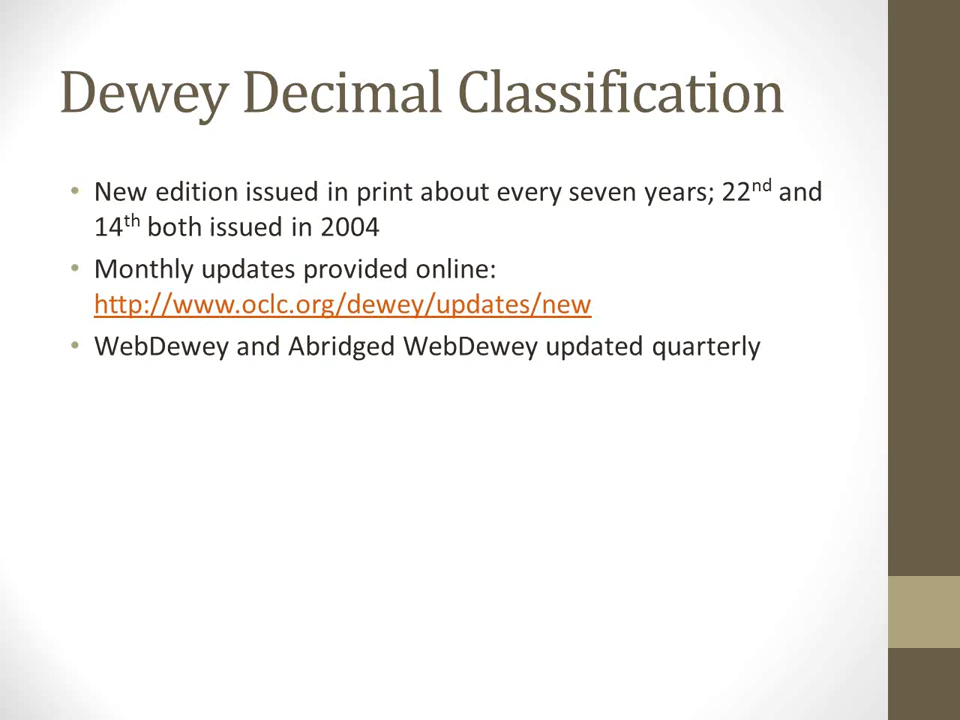 Dewey Decimal Classification
• New edition issued in print about every seven years; 22nd and
14th both issued in 2004
• Monthly updates provided online:
http://www.oclc.org/dewey/updates/new
• WebDewey and Abridged WebDewey updated quarterly